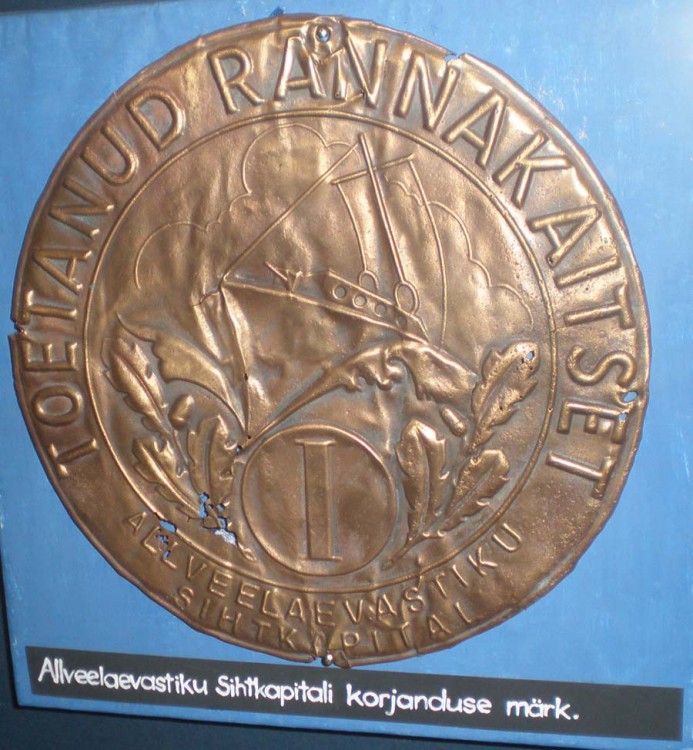 TOETANUD RANNAKAITSET
I
ALLVEELAEVASTIKU
SIHTKAPITAL
Allveelaevastiku Sihtkapitali korjanduse märk.